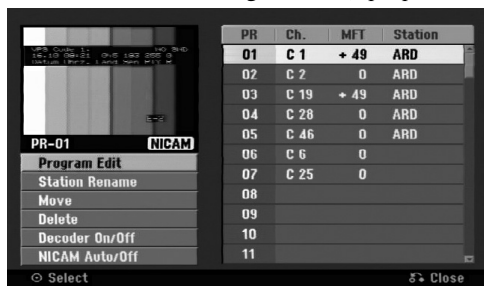 PR-01 NICAM
Program Edit
Station Rename
Move
Delete
Decoder On/Off
NICAM Auto/Off
PR Ch. MFT Station
01 C 1 + 49 ARD
02 C 2 0 ARD
03 C 19 + 49 ARD
04 C 28 0 ARD
05 C 46 0 ARD
06 C 6 0
07 C 25 0
08
09
10
11
Select
Close